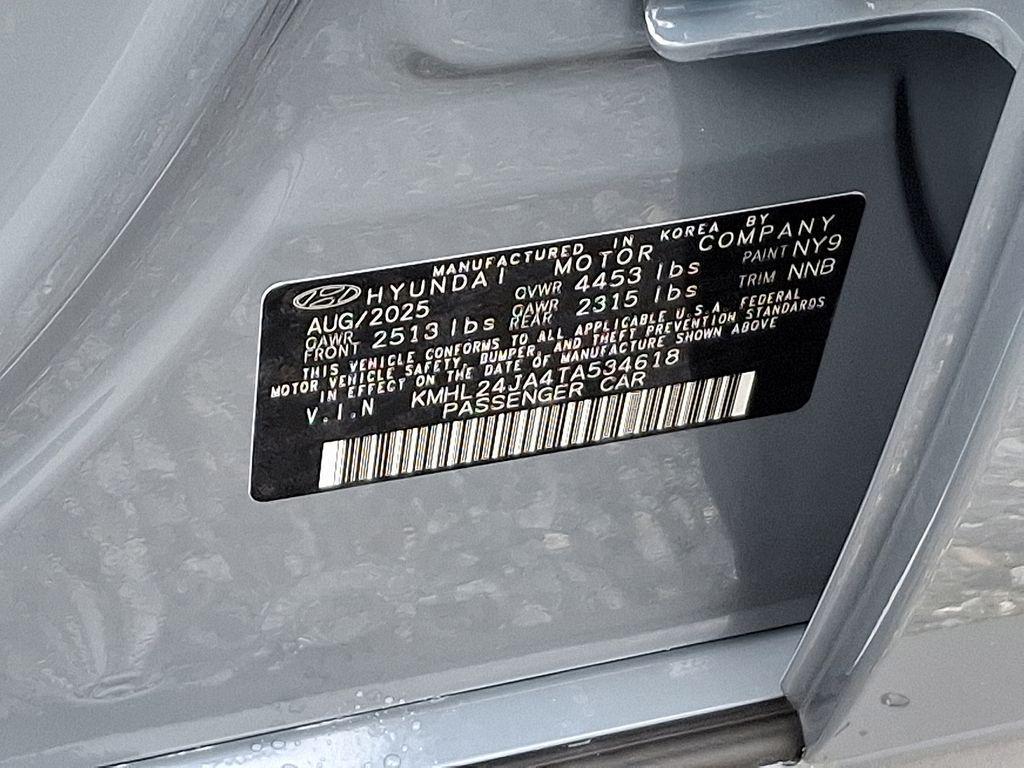 MANUFACTURED IN KOREA BY
HYUNDAI MOTOR COMPANY
AUG/2025 GVWR 4453 lbs PAINT NY9
GAWR FRONT 2513 lbs GAWR REAR 2315 lbs TRIM NNB
THIS VEHICLE CONFORMS TO ALL APPLICABLE U.S.A. FEDERAL
MOTOR VEHICLE SAFETY, BUMPER, AND THEFT PREVENTION STANDARDS
IN EFFECT ON THE DATE OF MANUFACTURE SHOWN ABOVE
V.I.N KMHL24JA4TA534618
PASSENGER CAR